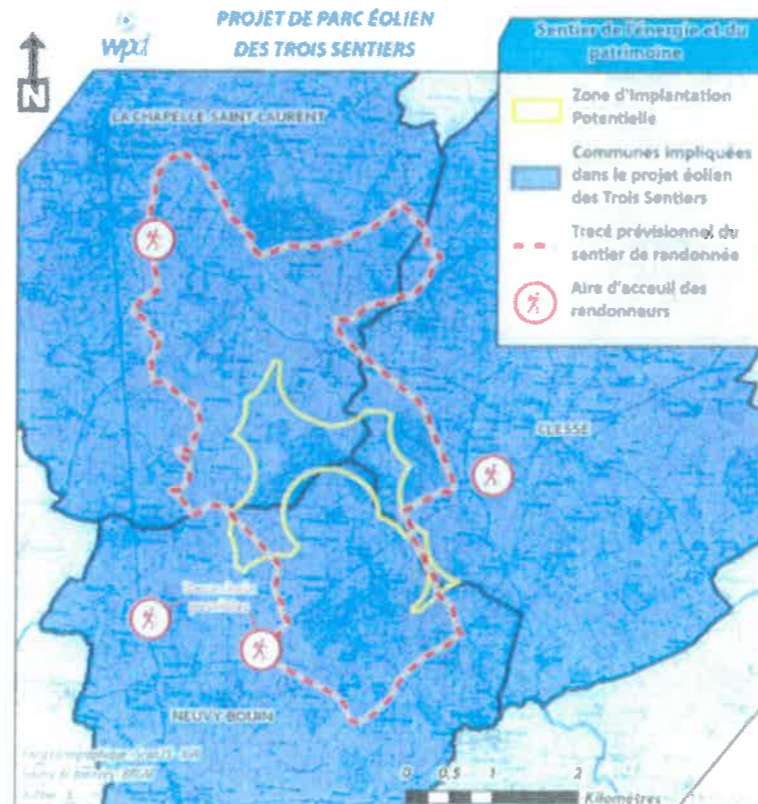 wpd
PROJET DE PARC ÉOLIEN
DES TROIS SENTIERS
N
Sentier de l'énergie et du
patrimoine
Zone d'Implantation
Potentielle
Communes impliquées
dans le projet éolien
des Trois Sentiers
Tracé prévisionnel du
sentier de randonnée
Aire d'acceuil des
randonneurs
LA CHAPELLE-SAINT-LAURENT
CLESSE
NEUVY-BOUIN
0 0,5 1 2
Kilomètres